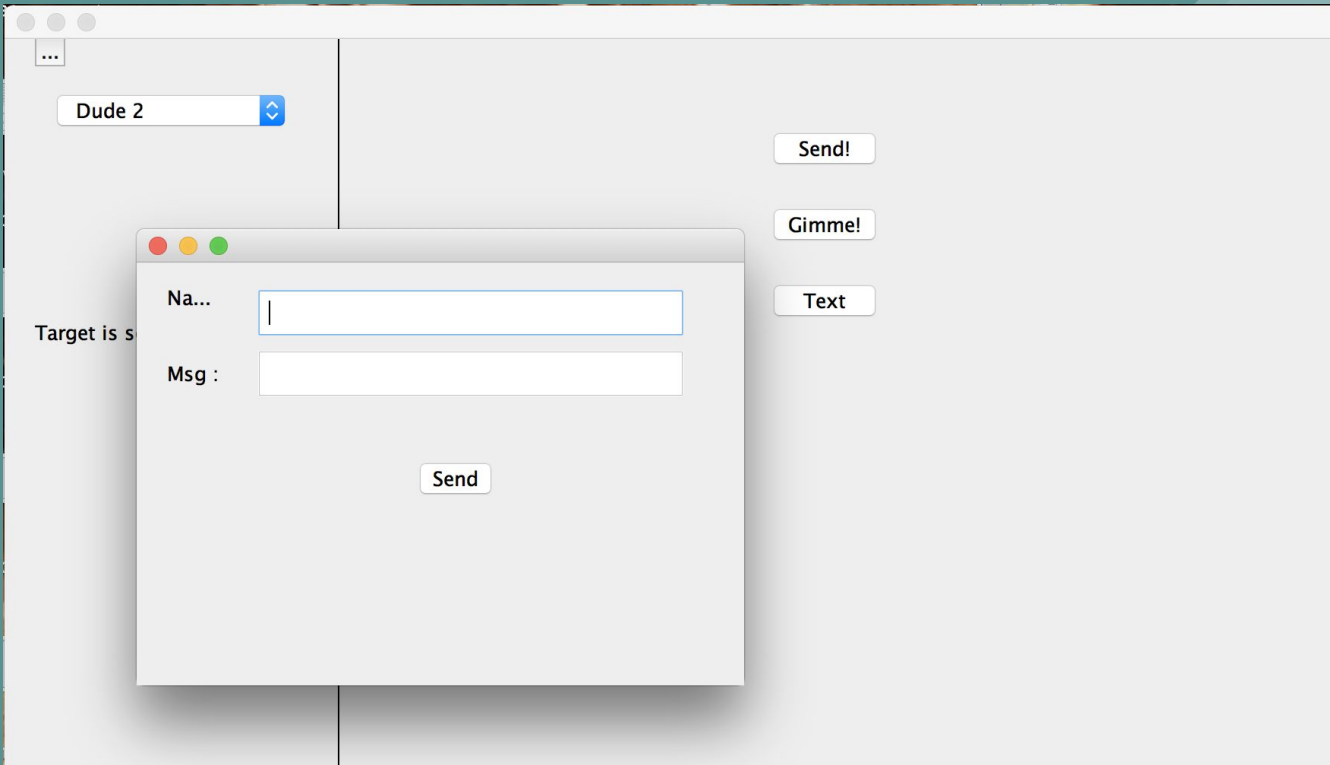 ...
Dude 2
Send!
Gimme!
Text
Target is
Na...
Msg :
Send